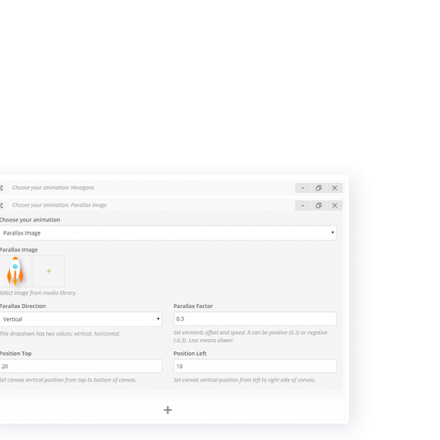 Choose your animation: Hexagons
Choose your animation: Parallax Image
Choose your animation
Parallax Image
Parallax Image
Select image from media library.
Parallax Direction
Parallax Factor
Vertical
0.3
This dropdown has two values: vertical, horizontal.
Set elements offset and speed. It can be positive (0.3) or negative
(-0.3). Less means slower.
Position Top
Position Left
20
10
Set canvas vertical position from top to bottom of canvas.
Set canvas vertical position from left to right side of canvas.